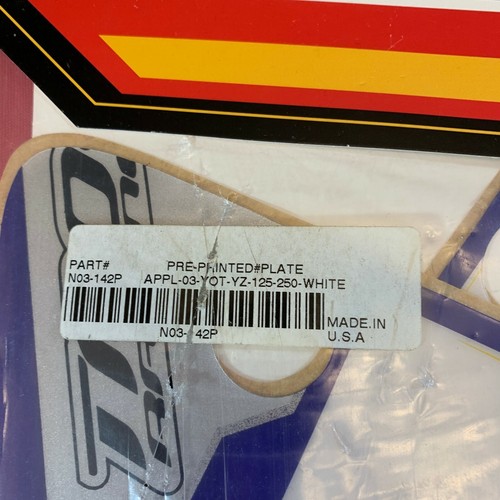 PART# PRE-PRINTED#PLATE
N03-142P APPL-03-YOT-YZ-125-250-WHITE
N03-142P
MADE.IN
U.S.A